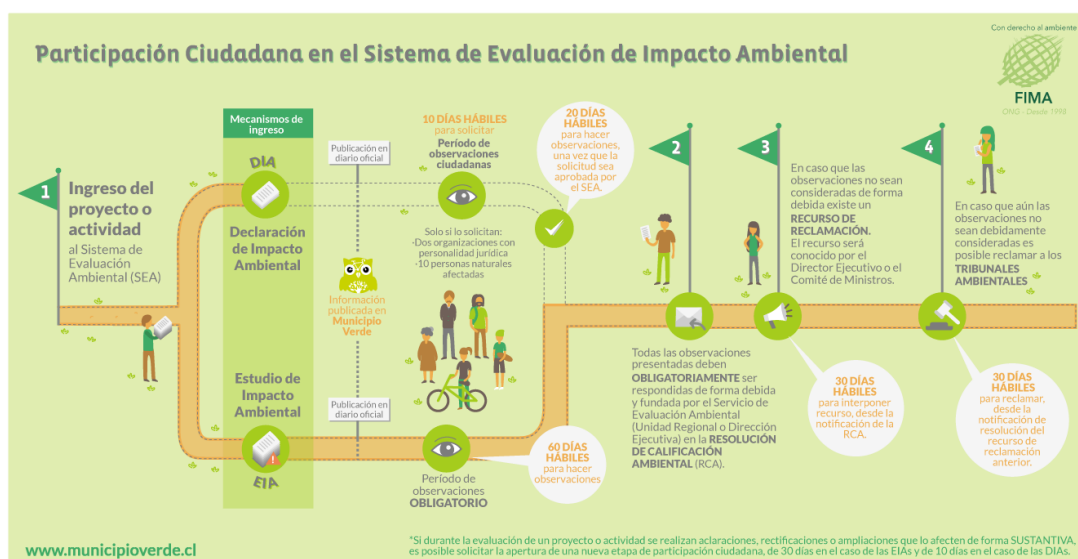 Participación Ciudadana en el Sistema de Evaluación de Impacto Ambiental
Con derecho al ambiente
FIMA
ONG - Desde 1998
1
Ingreso del
proyecto o
actividad
al Sistema de
Evaluación
Ambiental (SEA)
Mecanismos de
ingreso
DIA
Declaración
de Impacto
Ambiental
Estudio de
Impacto
Ambiental
EIA
Publicación en
diario oficial
Información
publicada en
Municipio
Verde
Publicación en
diario oficial
10 DÍAS HÁBILES
para solicitar
Período de
observaciones
ciudadanas
Solo si lo solicitan:
·Dos organizaciones con
personalidad jurídica
·10 personas naturales
afectadas
20 DÍAS
HÁBILES
para hacer
observaciones,
una vez que la
solicitud sea
aprobada por
el SEA.
Período de
observaciones
OBLIGATORIO
60 DÍAS
HÁBILES
para hacer
observaciones
2
Todas las observaciones
presentadas deben
OBLIGATORIAMENTE ser
respondidas de forma debida
y fundada por el Servicio de
Evaluación Ambiental
(Unidad Regional o Dirección
Ejecutiva) en la RESOLUCIÓN
DE CALIFICACIÓN
AMBIENTAL (RCA).
3
En caso que las
observaciones no sean
consideradas de forma
debida existe un
RECURSO DE
RECLAMACIÓN.
El recurso será
conocido por el
Director Ejecutivo o el
Comité de Ministros.
30 DÍAS
HÁBILES
para interponer
recurso, desde la
notificación de la
RCA.
4
En caso que aún las
observaciones no
sean debidamente
consideradas es
posible reclamar a los
TRIBUNALES
AMBIENTALES
30 DÍAS
HÁBILES
para reclamar,
desde la
notificación de
resolución del
recurso de
reclamación
anterior.
www.municipioverde.cl
*Si durante la evaluación de un proyecto o actividad se realizan aclaraciones, rectificaciones o ampliaciones que lo afecten de forma SUSTANTIVA,
es posible solicitar la apertura de una nueva etapa de participación ciudadana, de 30 días en el caso de las EIAs y de 10 días en el caso de las DIAs.